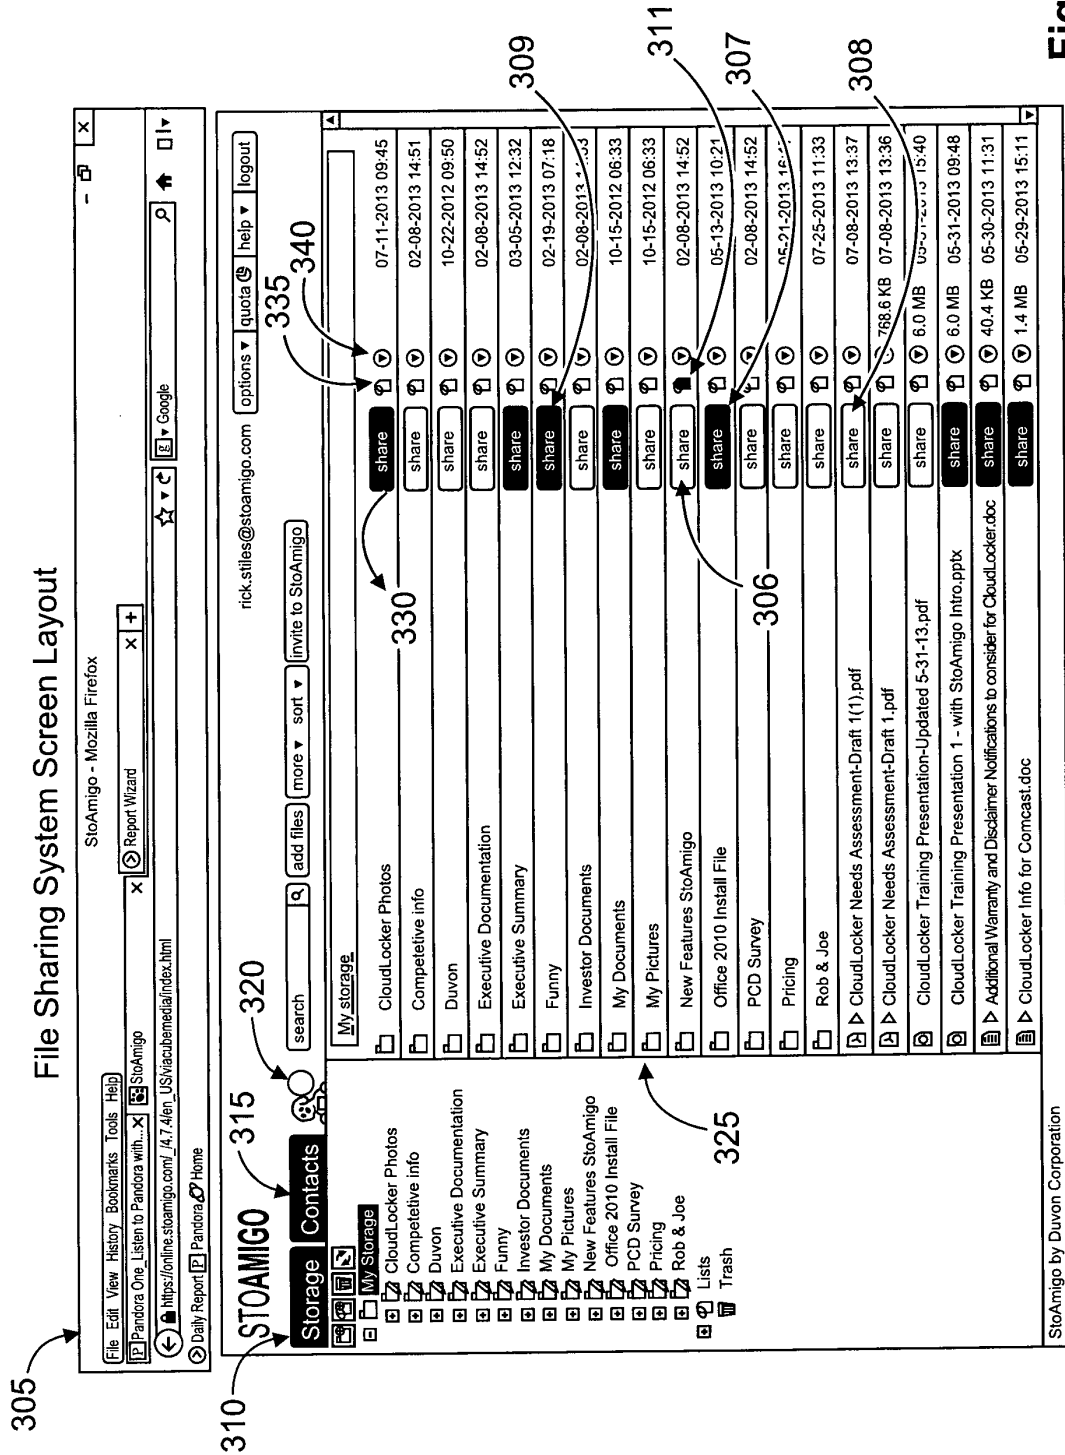 File Sharing System Screen Layout
305
StoAmigo - Mozilla Firefox
File Edit View History Bookmarks Tools Help
P Pandora One_Listen to Pandora with... X StoAmigo X Report Wizard X +
https://online.stoamigo.com/_/4.7.4/en_US/viacubemedia/index.html
g Google
Daily Report P Pandora Home
rick.stiles@stoamigo.com options quota help logout
STOAMIGO
310
315
320
335
340
Storage Contacts
search add files more sort invite to StoAmigo
My Storage
CloudLocker Photos
Competetive info
Duvon
Executive Documentation
Executive Summary
Funny
Investor Documents
My Documents
My Pictures
New Features StoAmigo
Office 2010 Install File
PCD Survey
Pricing
Rob & Joe
Lists
Trash
My storage
CloudLocker Photos share 07-11-2013 09:45
Competetive info share 02-08-2013 14:51
Duvon share 10-22-2012 09:50
Executive Documentation share 02-08-2013 14:52
Executive Summary share 03-05-2013 12:32
Funny share 02-19-2013 07:18
Investor Documents share 02-08-2013
My Documents share 10-15-2012 06:33
My Pictures share 10-15-2012 06:33
New Features StoAmigo share 02-08-2013 14:52
Office 2010 Install File share 05-13-2013 10:21
PCD Survey share 02-08-2013 14:52
Pricing share 05-21-2013
Rob & Joe share 07-25-2013 11:33
CloudLocker Needs Assessment-Draft 1(1).pdf share 07-08-2013 13:37
CloudLocker Needs Assessment-Draft 1.pdf share 768.6 KB 07-08-2013 13:36
CloudLocker Training Presentation-Updated 5-31-13.pdf share 6.0 MB 15:40
CloudLocker Training Presentation 1 - with StoAmigo Intro.pptx share 6.0 MB 05-31-2013 09:48
Additional Warranty and Disclaimer Notifications to consider for CloudLocker.doc share 40.4 KB 05-30-2013 11:31
CloudLocker Info for Comcast.doc share 1.4 MB 05-29-2013 15:11
330
325
306
309
311
307
308
StoAmigo by Duvon Corporation